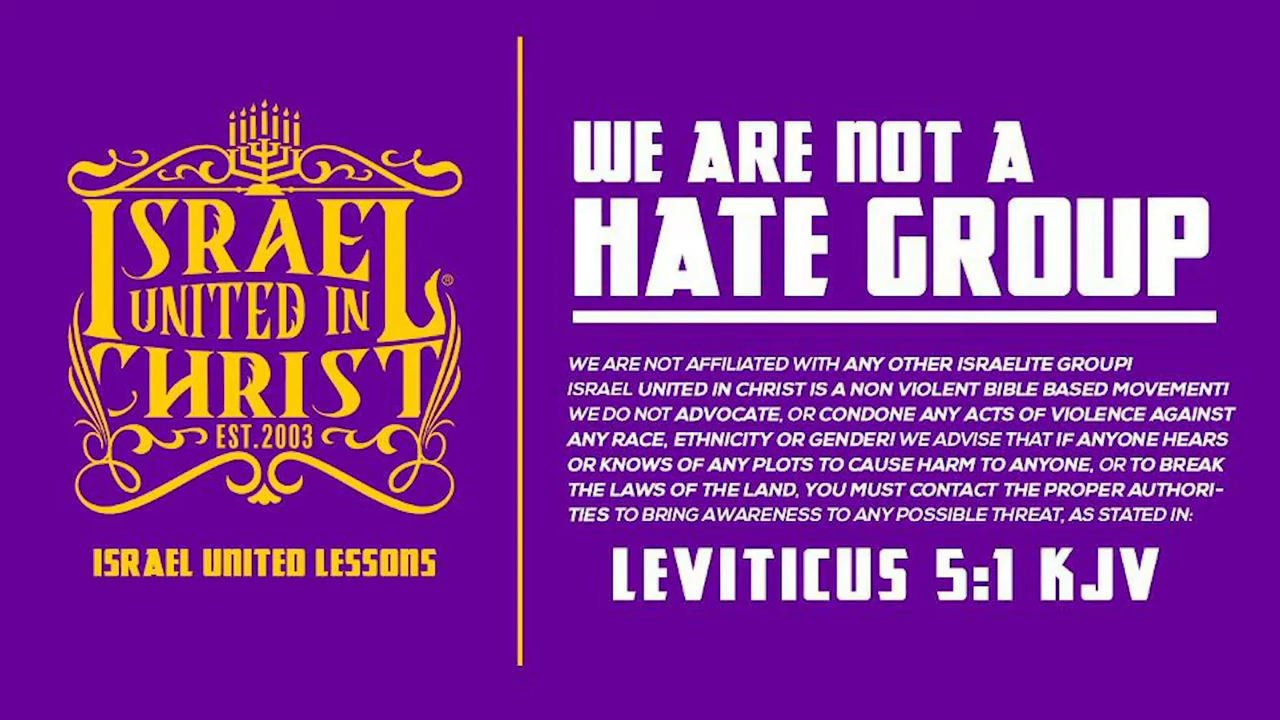 ISRAEL
UNITED IN
CHRIST
EST. 2003
®
ISRAEL UNITED LESSONS
WE ARE NOT A
HATE GROUP
WE ARE NOT AFFILIATED WITH ANY OTHER ISRAELITE GROUP!
ISRAEL UNITED IN CHRIST IS A NON VIOLENT BIBLE BASED MOVEMENT!
WE DO NOT ADVOCATE, OR CONDONE ANY ACTS OF VIOLENCE AGAINST
ANY RACE, ETHNICITY OR GENDER! WE ADVISE THAT IF ANYONE HEARS
OR KNOWS OF ANY PLOTS TO CAUSE HARM TO ANYONE, OR TO BREAK
THE LAWS OF THE LAND, YOU MUST CONTACT THE PROPER AUTHORI-
TIES TO BRING AWARENESS TO ANY POSSIBLE THREAT, AS STATED IN:
LEVITICUS 5:1 KJV